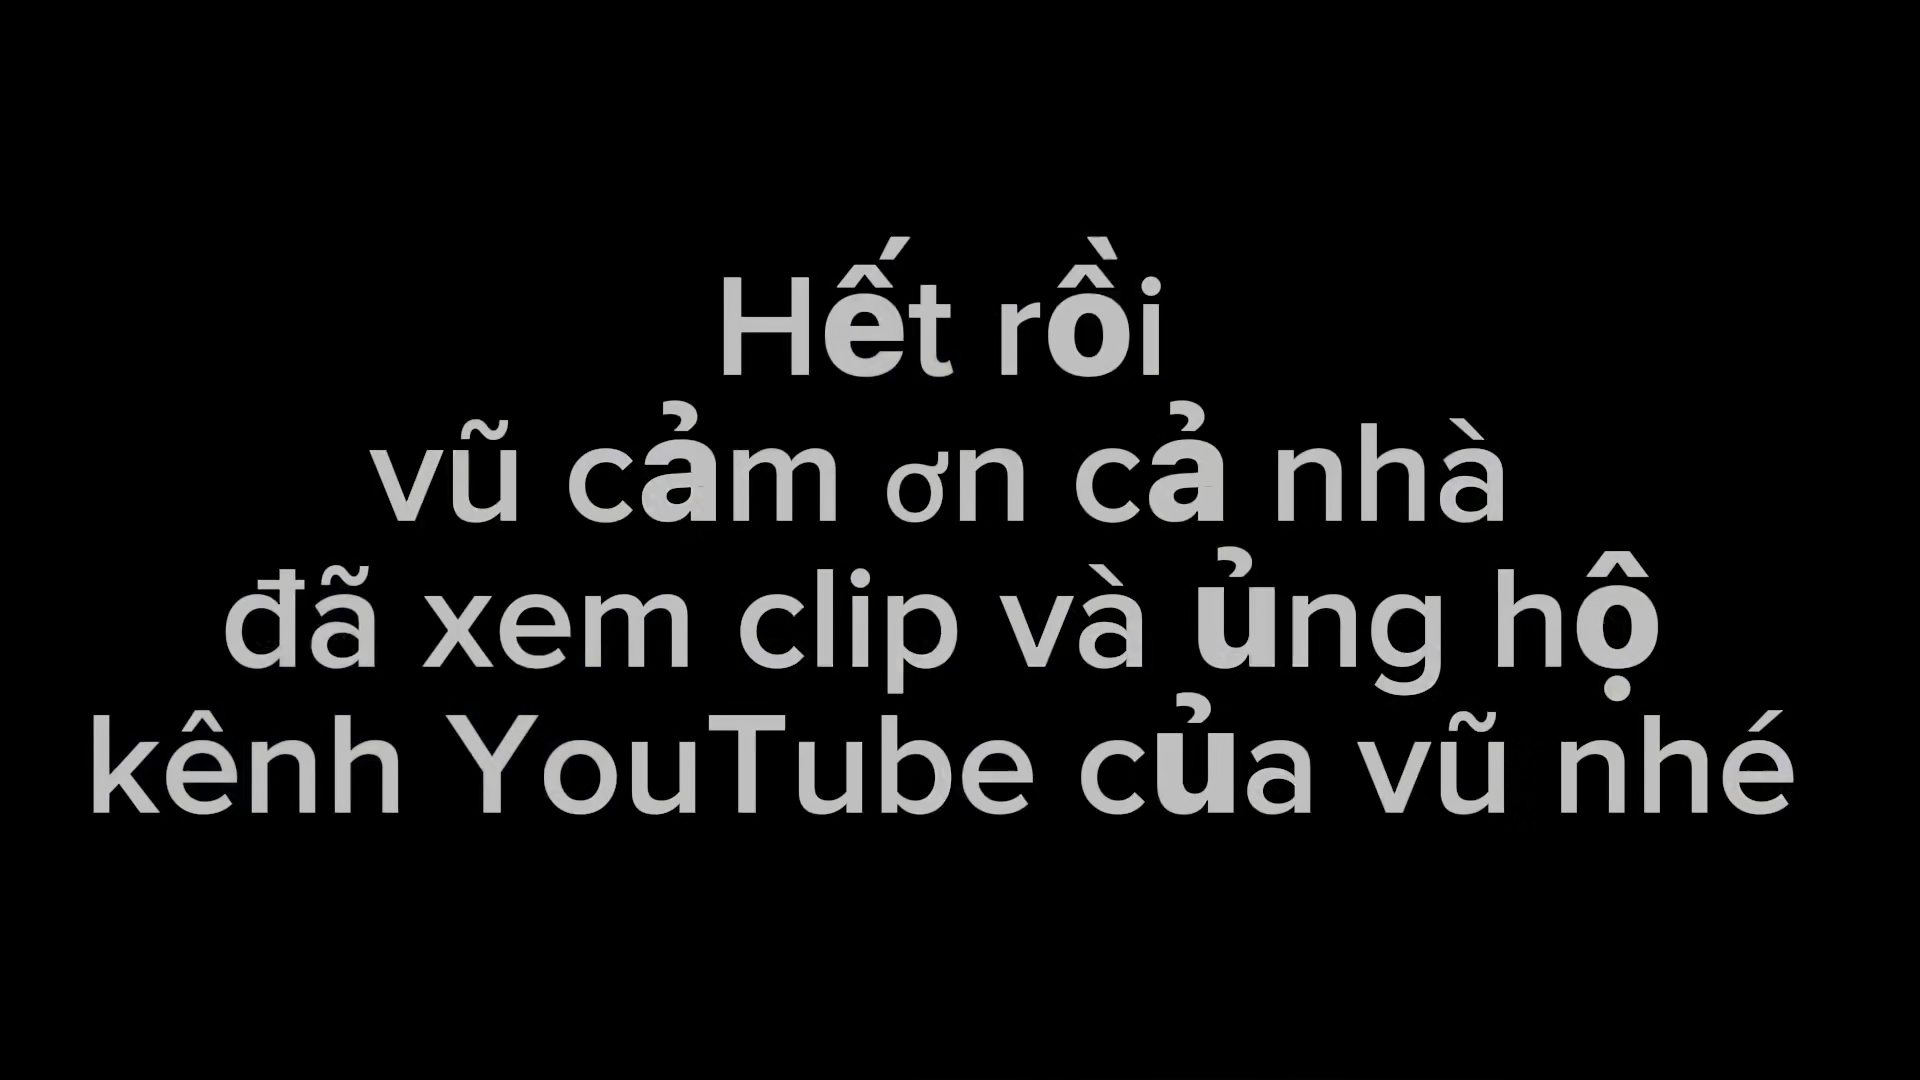 Hết rồi
vũ cảm ơn cả nhà
đã xem clip và ủng hộ
kênh YouTube của vũ nhé